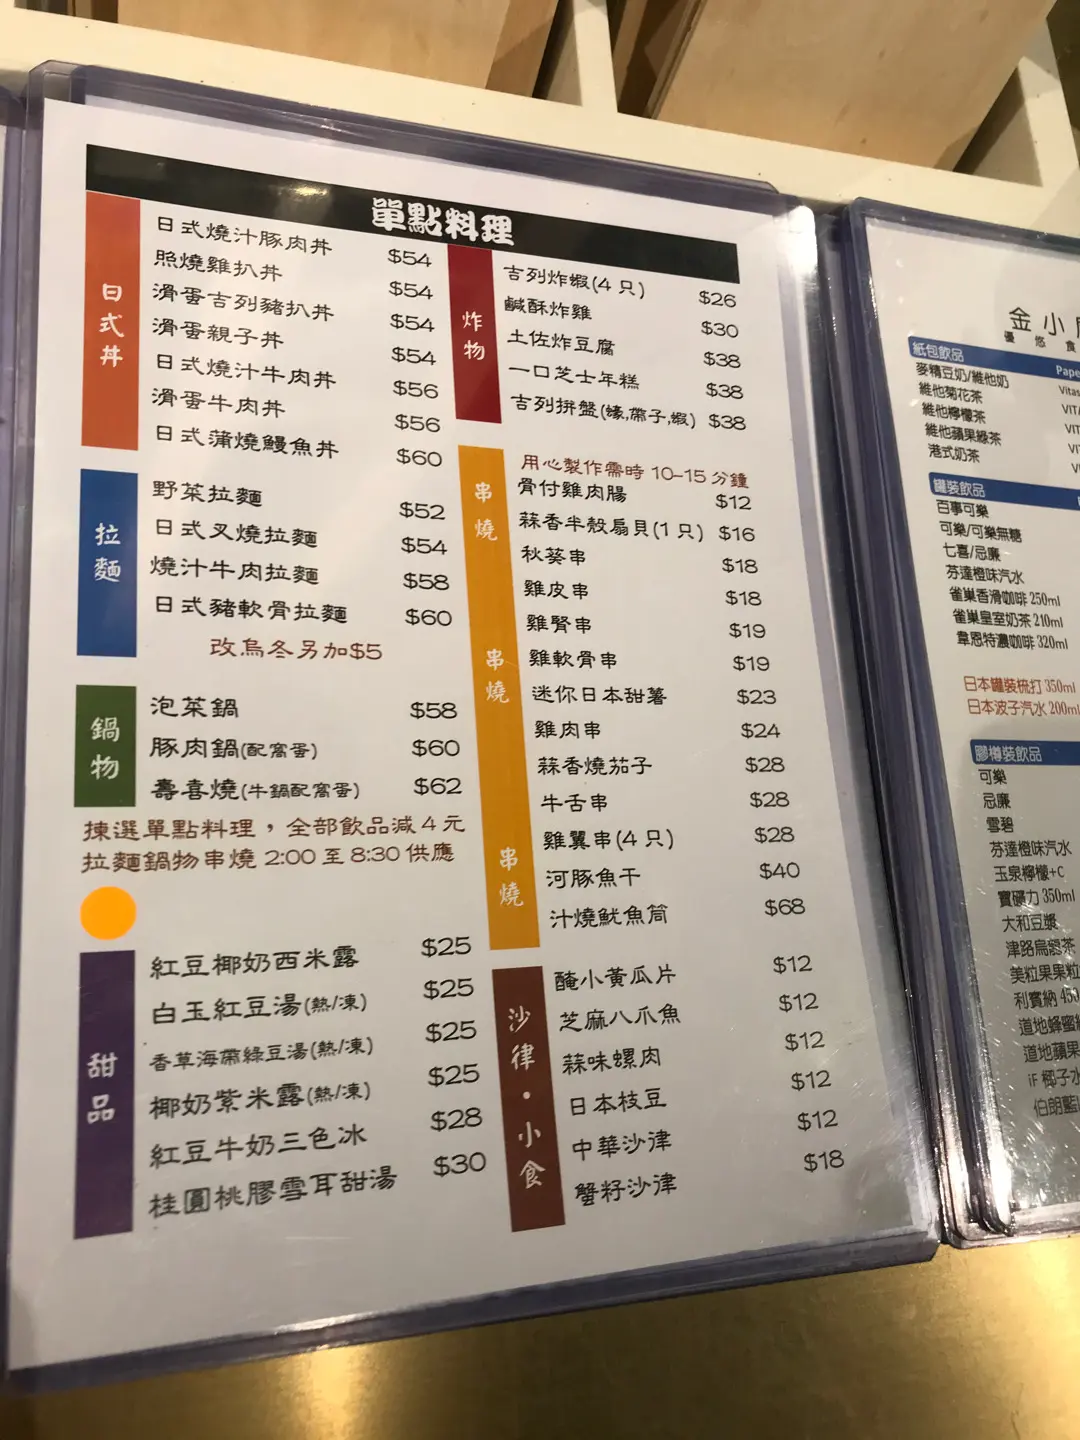 單點料理
日式丼
日式燒汁豚肉丼 $54
照燒雞扒丼 $54
滑蛋吉列豬扒丼 $54
滑蛋親子丼 $54
日式燒汁牛肉丼 $56
滑蛋牛肉丼 $56
日式蒲燒鰻魚丼 $60
拉麵
野菜拉麵 $52
日式叉燒拉麵 $54
燒汁牛肉拉麵 $58
日式豬軟骨拉麵 $60
改烏冬另加$5
鍋物
泡菜鍋 $58
豚肉鍋(配窩蛋) $60
壽喜燒(牛鍋配窩蛋) $62
揀選單點料理，全部飲品減4元
拉麵鍋物串燒 2:00 至 8:30 供應
甜品
紅豆椰奶西米露 $25
白玉紅豆湯(熱/凍) $25
香草海帶綠豆湯(熱/凍) $25
椰奶紫米露(熱/凍) $25
紅豆牛奶三色冰 $28
桂圓桃膠雪耳甜湯 $30
炸物
吉列炸蝦(4 只) $26
鹹酥炸雞 $30
土佐炸豆腐 $38
一口芝士年糕 $38
吉列拼盤(蠔,帶子,蝦) $38
串燒
串燒
串燒
用心製作需時 10-15 分鐘
骨付雞肉腸 $12
蒜香半殼扇貝(1 只) $16
秋葵串 $18
雞皮串 $18
雞腎串 $19
雞軟骨串 $19
迷你日本甜薯 $23
雞肉串 $24
蒜香燒茄子 $28
牛舌串 $28
雞翼串(4 只) $28
河豚魚干 $40
汁燒魷魚筒 $68
沙律・小食
醃小黃瓜片 $12
芝麻八爪魚 $12
蒜味螺肉 $12
日本枝豆 $12
中華沙律 $12
蟹籽沙律 $18
金小
優悠食
紙包飲品 Pape
麥精豆奶/維他奶 Vitas
維他菊花茶 VITA
維他檸檬茶 VIT
維他蘋果綠茶 VI
港式奶茶 V
罐裝飲品
百事可樂
可樂/可樂無糖
七喜/忌廉
芬達橙味汽水
雀巢香滑咖啡 250ml
雀巢皇室奶茶 210ml
韋恩特濃咖啡 320ml
日本罐裝梳打 350ml
日本波子汽水 200ml
膠樽裝飲品
可樂
忌廉
雪碧
芬達橙味汽水
玉泉檸檬+C
寶礦力 350ml
大和豆漿
津路烏龍茶
美粒果果粒
利賓納 450
道地蜂蜜
道地蘋果
iF 椰子水
伯朗藍